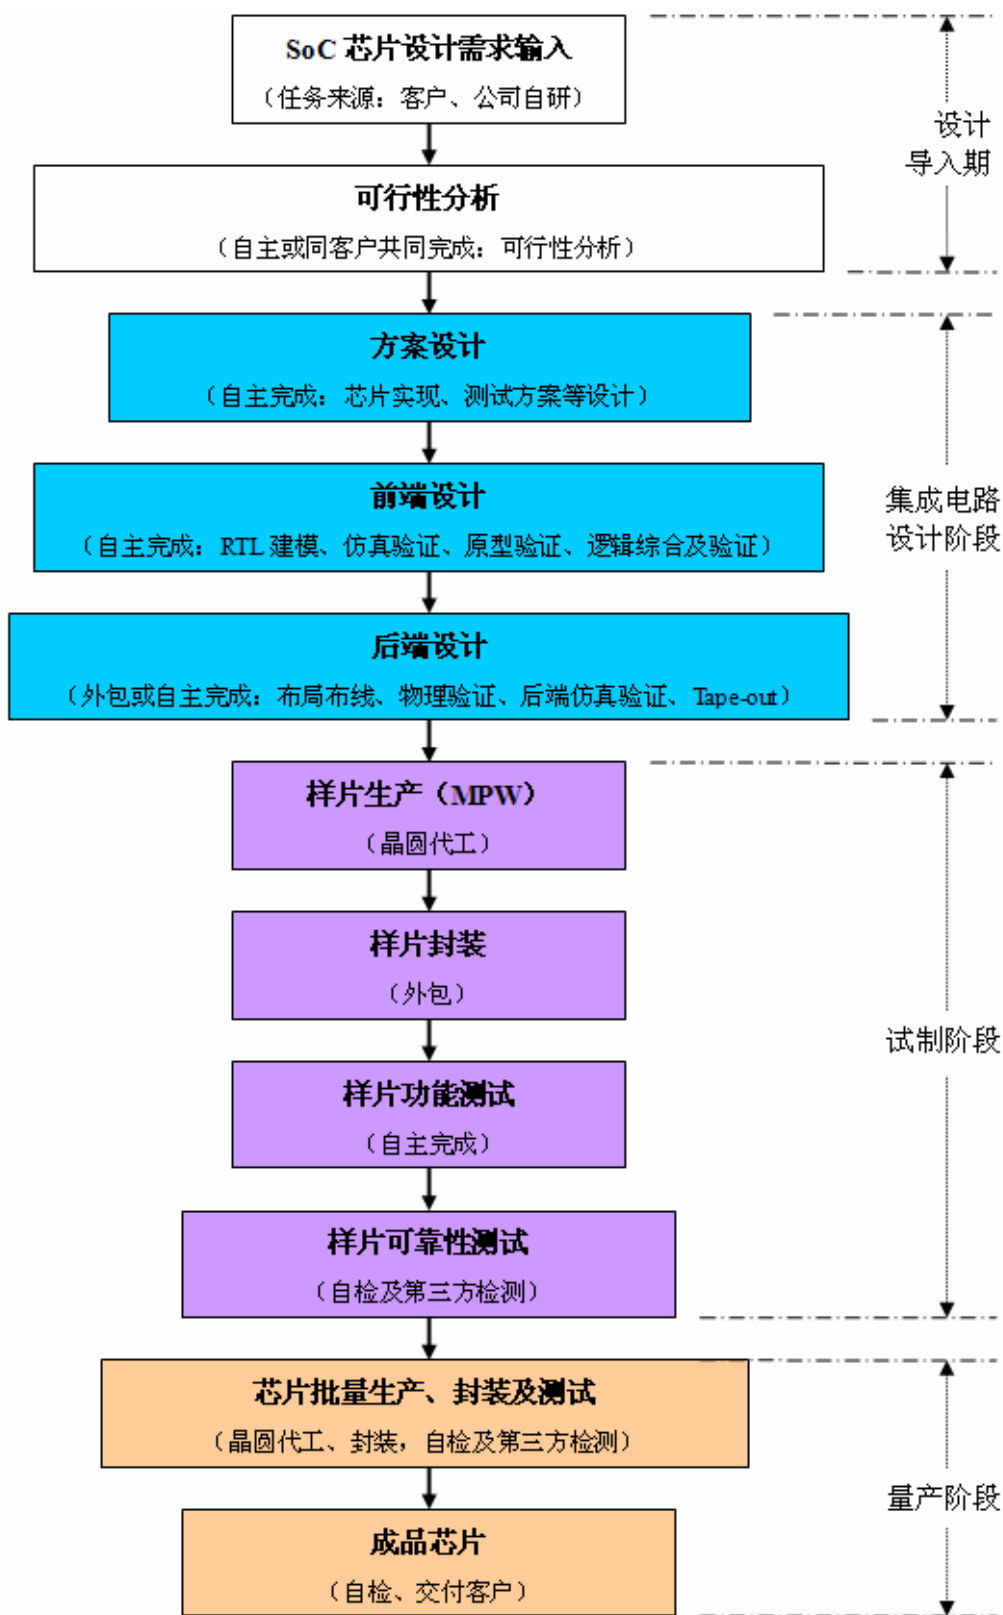 SoC 芯片设计需求输入
（任务来源：客户、公司自研）
设计
导入期
可行性分析
（自主或同客户共同完成：可行性分析）
方案设计
（自主完成：芯片实现、测试方案等设计）
前端设计
（自主完成：RTL 建模、仿真验证、原型验证、逻辑综合及验证）
集成电路
设计阶段
后端设计
（外包或自主完成：布局布线、物理验证、后端仿真验证、Tape-out）
样片生产（MPW）
（晶圆代工）
样片封装
（外包）
试制阶段
样片功能测试
（自主完成）
样片可靠性测试
（自检及第三方检测）
芯片批量生产、封装及测试
（晶圆代工、封装，自检及第三方检测）
量产阶段
成品芯片
（自检、交付客户）